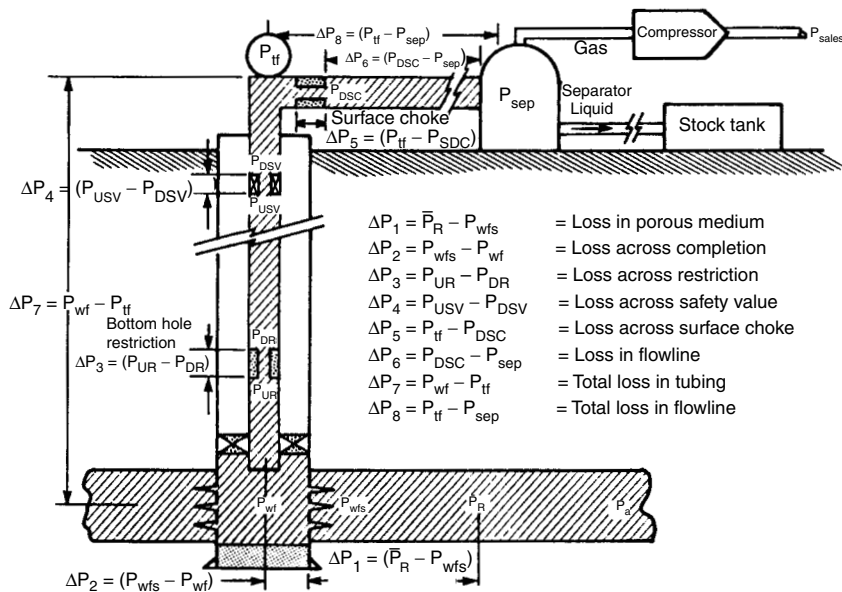 ΔP8 = (Ptf – Psep)
Compressor
Psales
Ptf
ΔP6 = (PDSC – Psep)
Gas
PDSC
Psep
Separator
Liquid
Surface choke
Stock tank
ΔP5 = (Ptf – PSDC)
PDSV
ΔP4 = (PUSV – PDSV)
PUSV
ΔP1 = P̅R – Pwfs = Loss in porous medium
ΔP2 = Pwfs – Pwf = Loss across completion
ΔP3 = PUR – PDR = Loss across restriction
ΔP4 = PUSV – PDSV = Loss across safety value
ΔP5 = Ptf – PDSC = Loss across surface choke
ΔP6 = PDSC – Psep = Loss in flowline
ΔP7 = Pwf – Ptf = Total loss in tubing
ΔP8 = Ptf – Psep = Total loss in flowline
ΔP7 = Pwf – Ptf
Bottom hole
restriction
PDR
ΔP3 = (PUR – PDR)
PUR
Pwf
Pwfs
P̅R
Pa
ΔP1 = (P̅R – Pwfs)
ΔP2 = (Pwfs – Pwf)